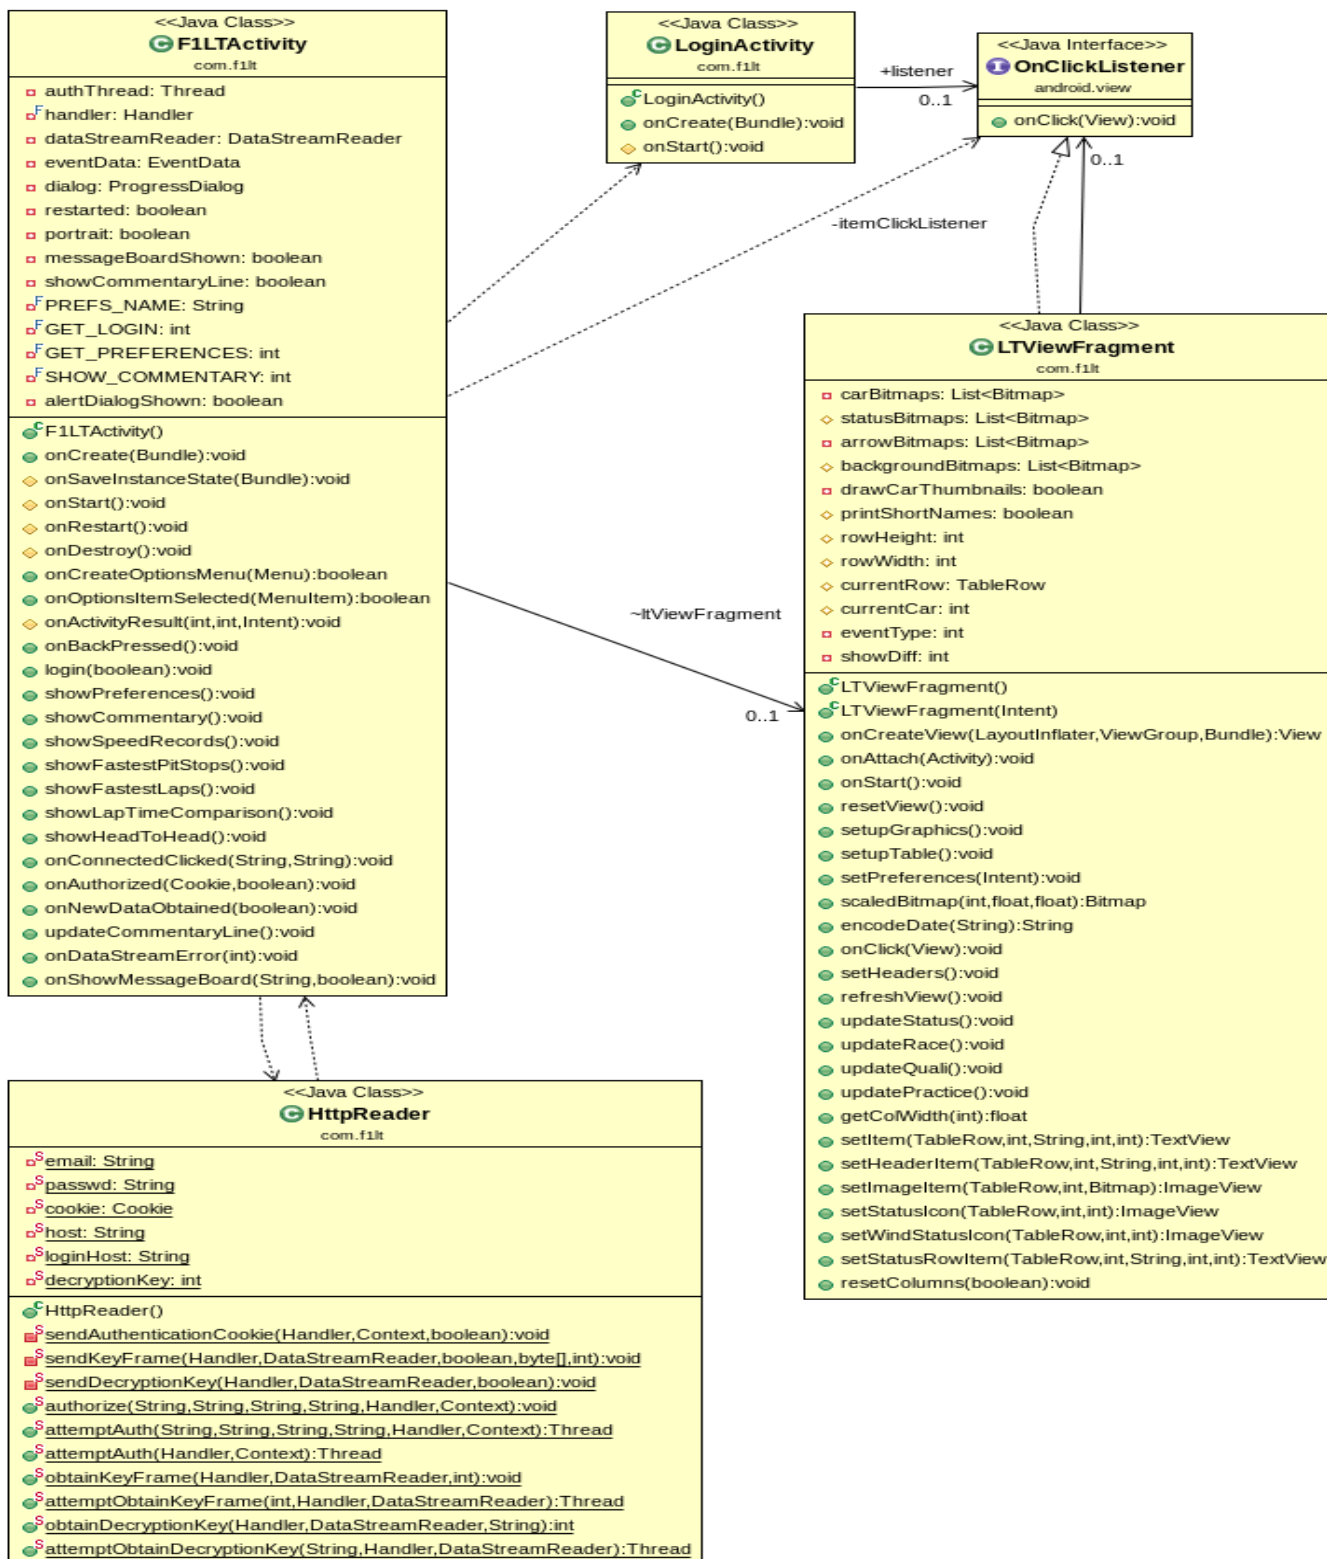 <<Java Class>>
F1LTActivity
com.f1lt
authThread: Thread
handler: Handler
dataStreamReader: DataStreamReader
eventData: EventData
dialog: ProgressDialog
restarted: boolean
portrait: boolean
messageBoardShown: boolean
showCommentaryLine: boolean
PREFS_NAME: String
GET_LOGIN: int
GET_PREFERENCES: int
SHOW_COMMENTARY: int
alertDialogShown: boolean
F1LTActivity()
onCreate(Bundle):void
onSaveInstanceState(Bundle):void
onStart():void
onRestart():void
onDestroy():void
onCreateOptionsMenu(Menu):boolean
onOptionsItemSelected(MenuItem):boolean
onActivityResult(int,int,Intent):void
onBackPressed():void
login(boolean):void
showPreferences():void
showCommentary():void
showSpeedRecords():void
showFastestPitStops():void
showFastestLaps():void
showLapTimeComparison():void
showHeadToHead():void
onConnectedClicked(String,String):void
onAuthorized(Cookie,boolean):void
onNewDataObtained(boolean):void
updateCommentaryLine():void
onDataStreamError(int):void
onShowMessageBoard(String,boolean):void
<<Java Class>>
LoginActivity
com.f1lt
LoginActivity()
onCreate(Bundle):void
onStart():void
+listener
0..1
<<Java Interface>>
OnClickListener
android.view
onClick(View):void
0..1
-itemClickListener
~ltViewFragment
0..1
<<Java Class>>
LTViewFragment
com.f1lt
carBitmaps: List<Bitmap>
statusBitmaps: List<Bitmap>
arrowBitmaps: List<Bitmap>
backgroundBitmaps: List<Bitmap>
drawCarThumbnails: boolean
printShortNames: boolean
rowHeight: int
rowWidth: int
currentRow: TableRow
currentCar: int
eventType: int
showDiff: int
LTViewFragment()
LTViewFragment(Intent)
onCreateView(LayoutInflater,ViewGroup,Bundle):View
onAttach(Activity):void
onStart():void
resetView():void
setupGraphics():void
setupTable():void
setPreferences(Intent):void
scaledBitmap(int,float,float):Bitmap
encodeDate(String):String
onClick(View):void
setHeaders():void
refreshView():void
updateStatus():void
updateRace():void
updateQuali():void
updatePractice():void
getColWidth(int):float
setItem(TableRow,int,String,int,int):TextView
setHeaderItem(TableRow,int,String,int,int):TextView
setImageItem(TableRow,int,Bitmap):ImageView
setStatusIcon(TableRow,int,int):ImageView
setWindStatusIcon(TableRow,int,int):ImageView
setStatusRowItem(TableRow,int,String,int,int):TextView
resetColumns(boolean):void
<<Java Class>>
HttpReader
com.f1lt
email: String
passwd: String
cookie: Cookie
host: String
loginHost: String
decryptionKey: int
HttpReader()
sendAuthenticationCookie(Handler,Context,boolean):void
sendKeyFrame(Handler,DataStreamReader,boolean,byte[],int):void
sendDecryptionKey(Handler,DataStreamReader,boolean):void
authorize(String,String,String,String,Handler,Context):void
attemptAuth(String,String,String,String,Handler,Context):Thread
attemptAuth(Handler,Context):Thread
obtainKeyFrame(Handler,DataStreamReader,int):void
attemptObtainKeyFrame(int,Handler,DataStreamReader):Thread
obtainDecryptionKey(Handler,DataStreamReader,String):int
attemptObtainDecryptionKey(String,Handler,DataStreamReader):Thread